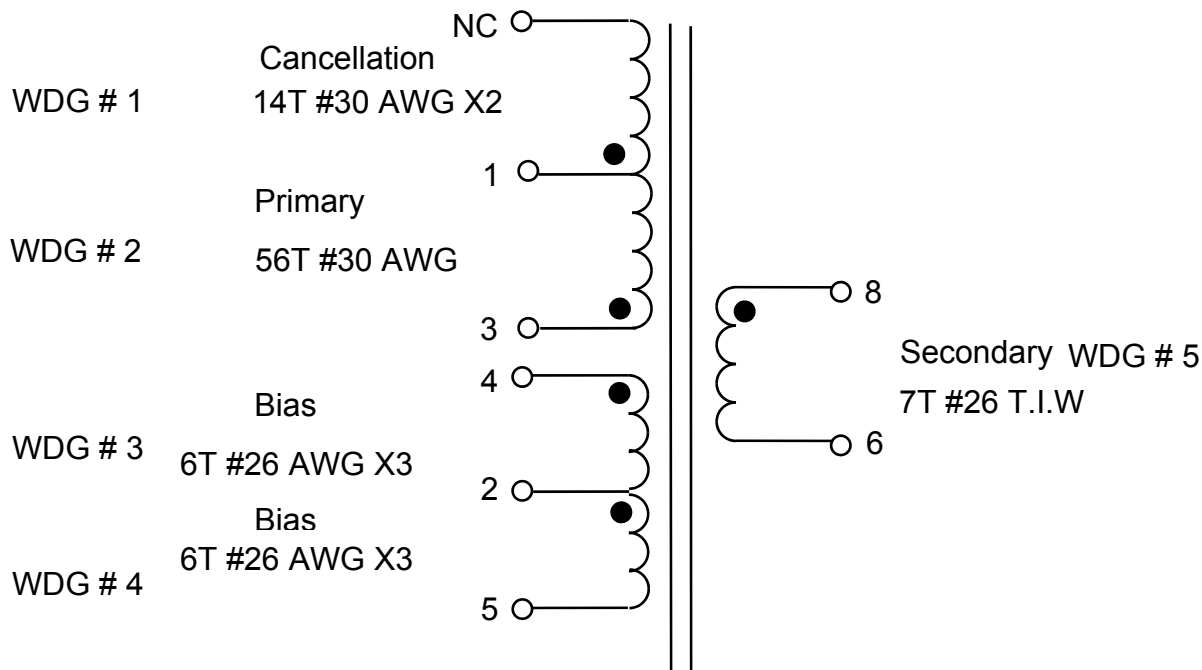 NC
Cancellation
WDG # 1
14T #30 AWG X2
1
Primary
WDG # 2
56T #30 AWG
3
8
Secondary WDG # 5
7T #26 T.I.W
6
4
Bias
WDG # 3
6T #26 AWG X3
2
Bias
6T #26 AWG X3
WDG # 4
5